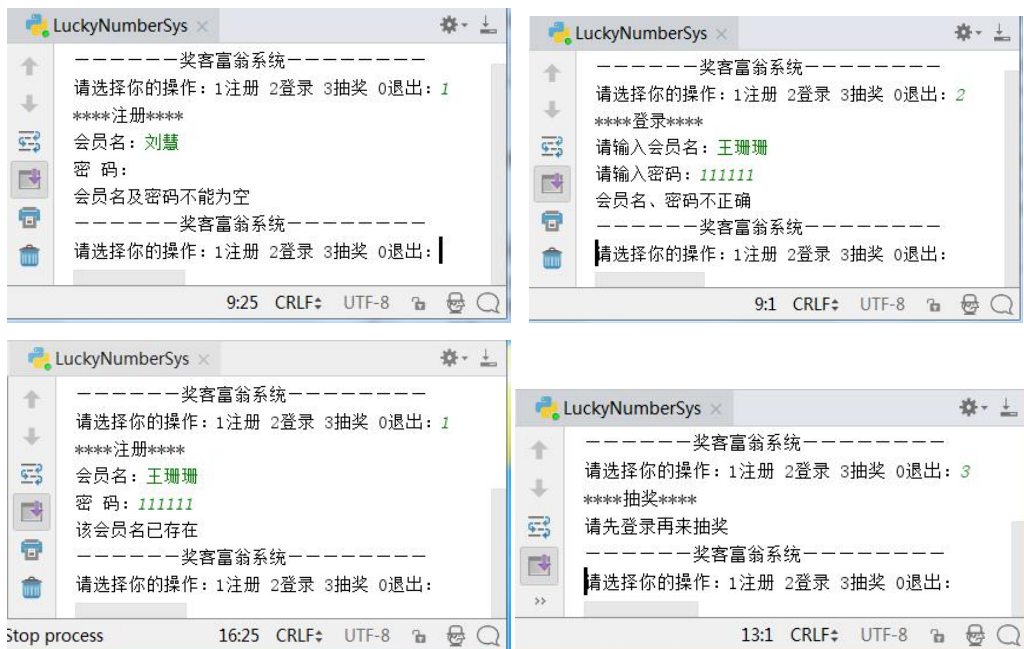 LuckyNumberSys
——————奖客富翁系统————————
请选择你的操作：1注册 2登录 3抽奖 0退出：1
****注册****
会员名：刘慧
密 码：
会员名及密码不能为空
——————奖客富翁系统————————
请选择你的操作：1注册 2登录 3抽奖 0退出：
9:25 CRLF UTF-8
LuckyNumberSys
——————奖客富翁系统————————
请选择你的操作：1注册 2登录 3抽奖 0退出：2
****登录****
请输入会员名：王珊珊
请输入密码：111111
会员名、密码不正确
——————奖客富翁系统————————
请选择你的操作：1注册 2登录 3抽奖 0退出：
9:1 CRLF UTF-8
LuckyNumberSys
——————奖客富翁系统————————
请选择你的操作：1注册 2登录 3抽奖 0退出：1
****注册****
会员名：王珊珊
密 码：111111
该会员名已存在
——————奖客富翁系统————————
请选择你的操作：1注册 2登录 3抽奖 0退出：
Stop process 16:25 CRLF UTF-8
LuckyNumberSys
——————奖客富翁系统————————
请选择你的操作：1注册 2登录 3抽奖 0退出：3
****抽奖****
请先登录再来抽奖
——————奖客富翁系统————————
请选择你的操作：1注册 2登录 3抽奖 0退出：
13:1 CRLF UTF-8